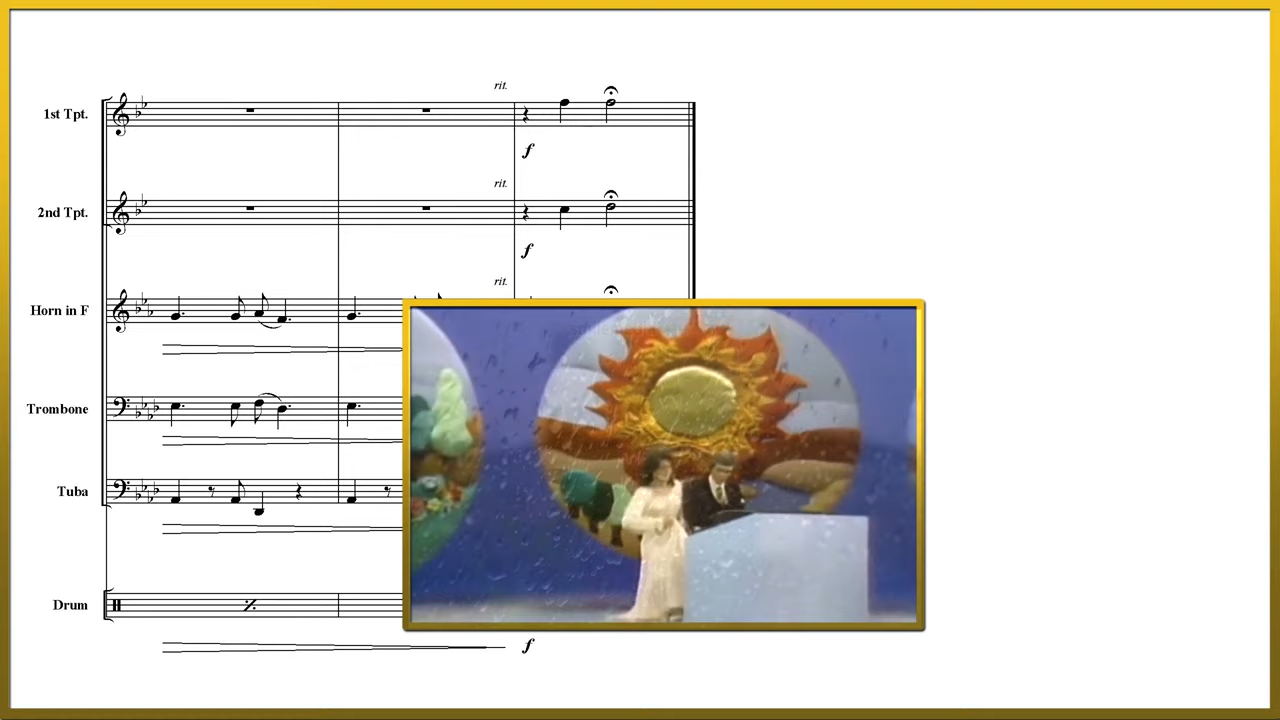 rit.
1st Tpt.
f
rit.
2nd Tpt.
f
rit.
Horn in F
Trombone
Tuba
Drum
f